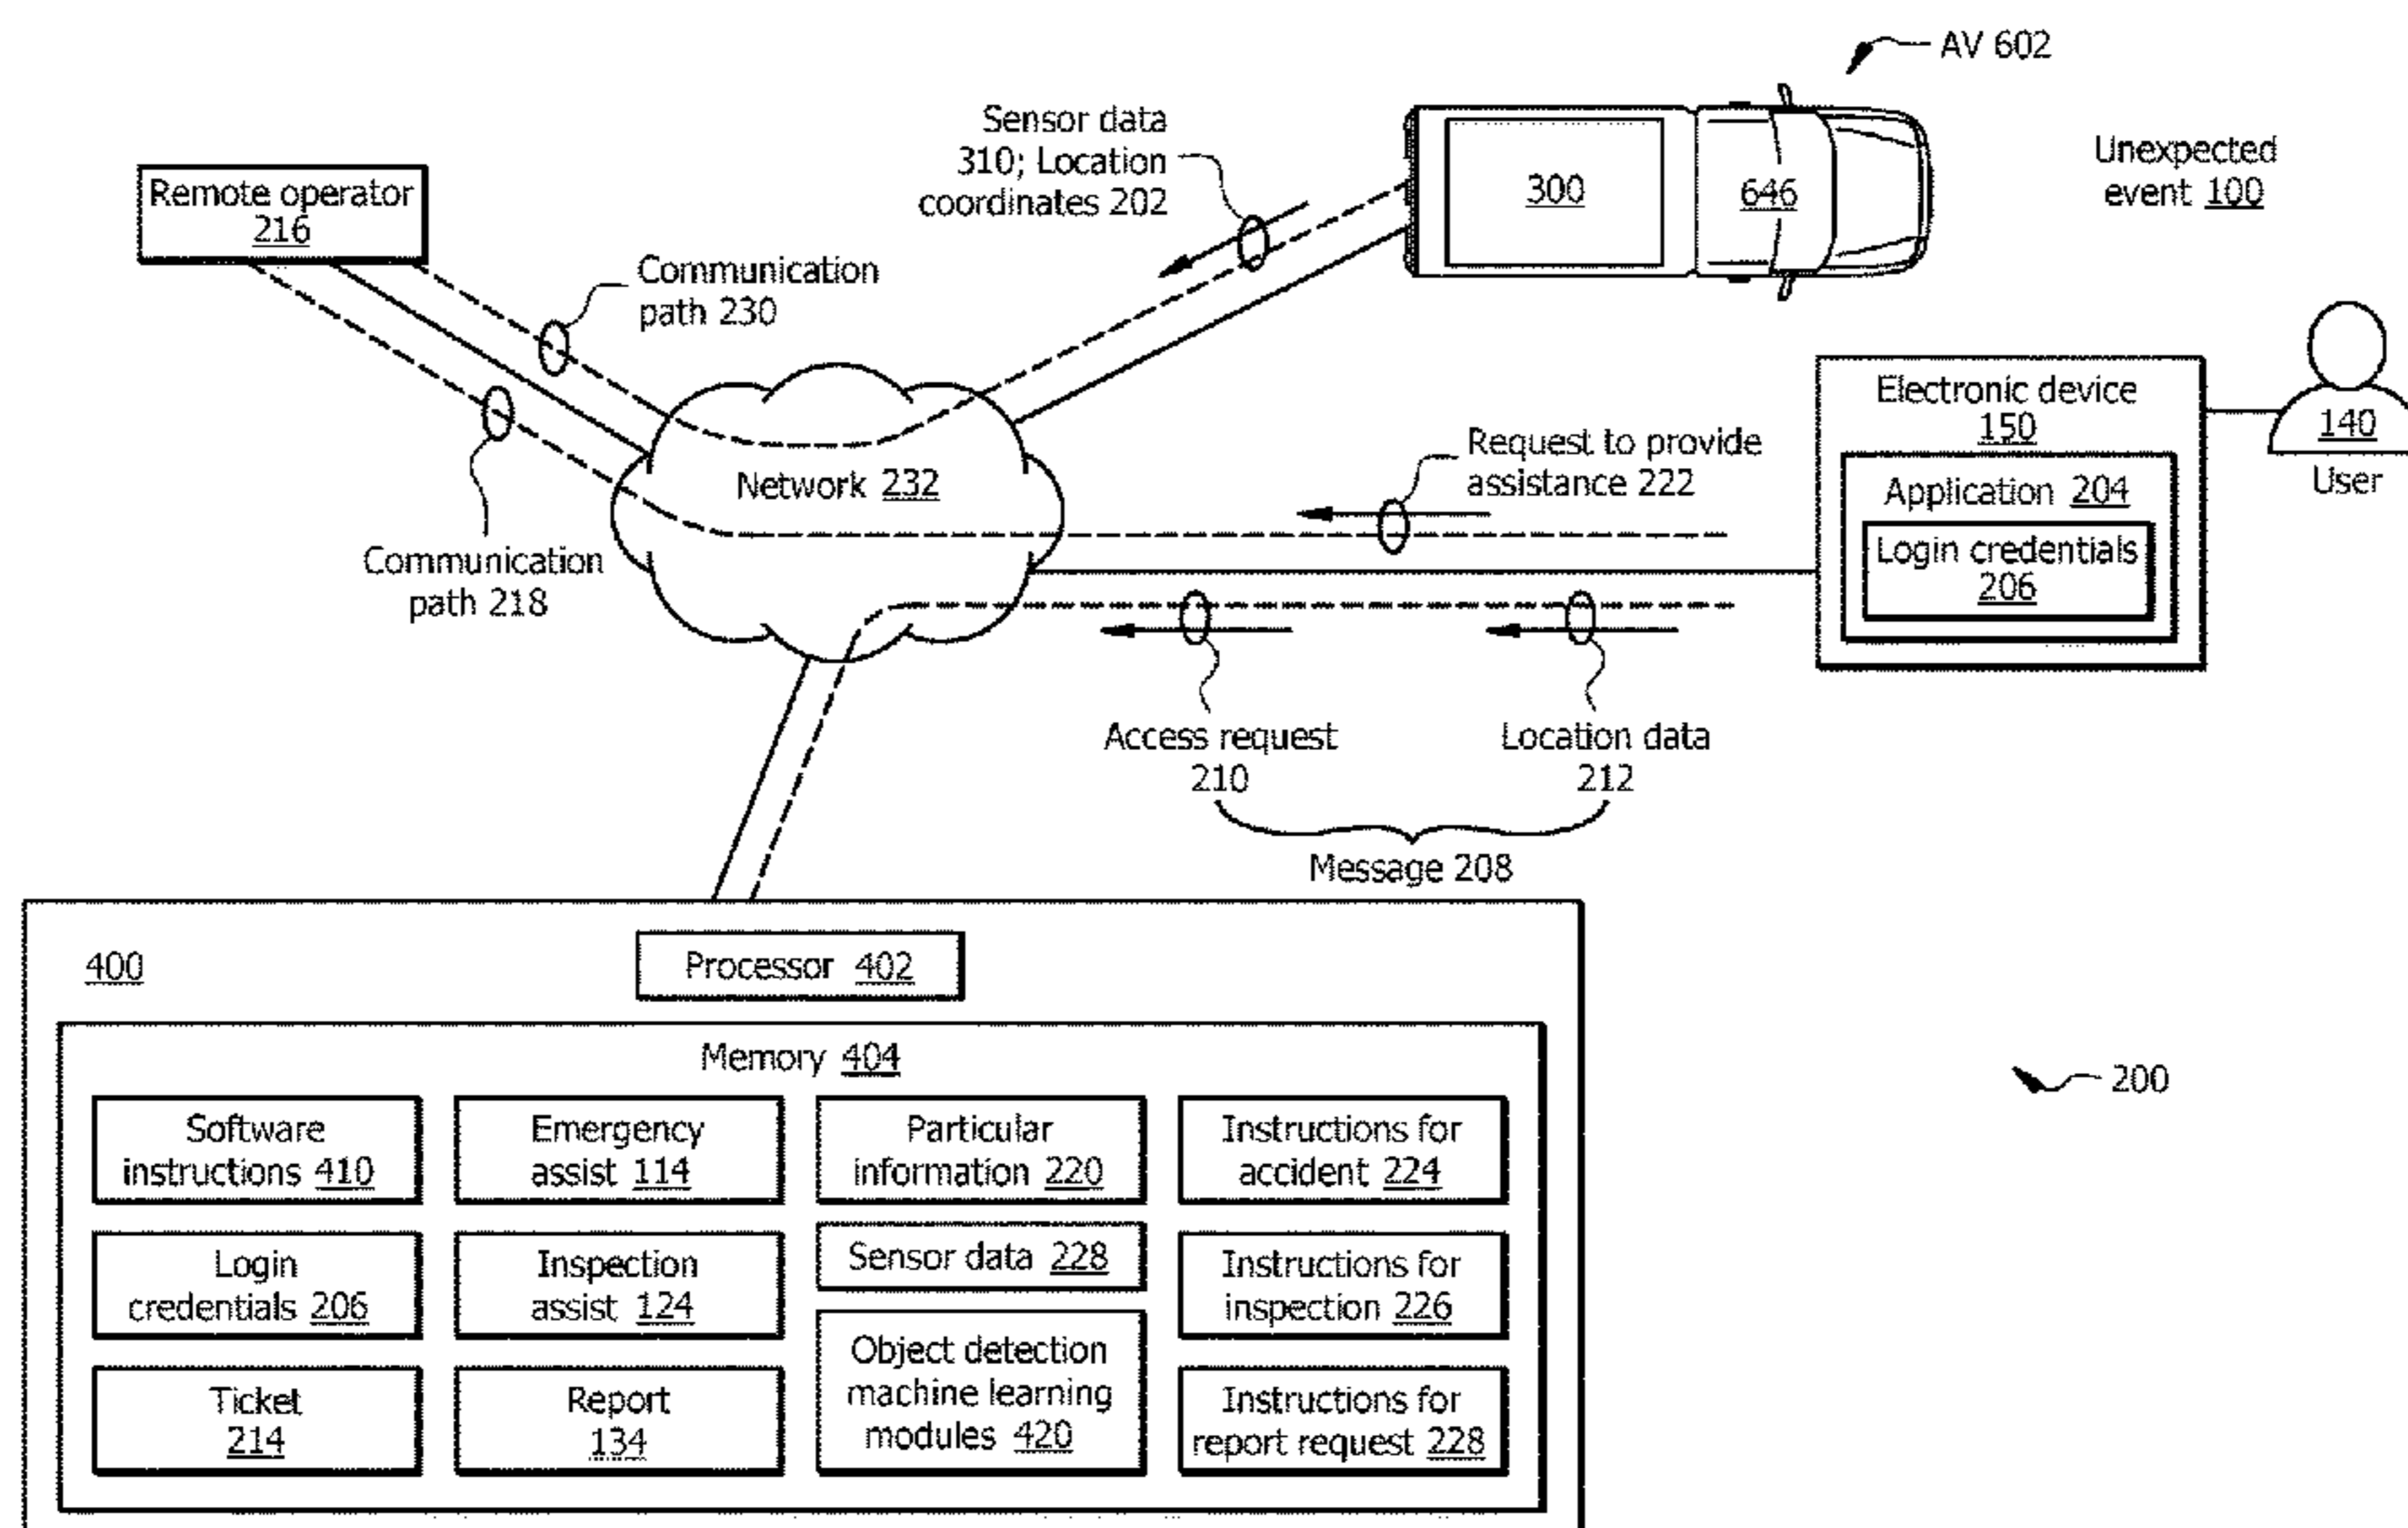 AV 602
Sensor data
310; Location
coordinates 202
300
646
Unexpected
event 100
Remote operator
216
Communication
path 230
Electronic device
150
Application 204
Login credentials
206
140
User
Request to provide
assistance 222
Network 232
Communication
path 218
Access request
210
Location data
212
Message 208
400
Processor 402
Memory 404
Software
instructions 410
Emergency
assist 114
Particular
information 220
Instructions for
accident 224
Login
credentials 206
Inspection
assist 124
Sensor data 228
Instructions for
inspection 226
Ticket
214
Report
134
Object detection
machine learning
modules 420
Instructions for
report request 228
200